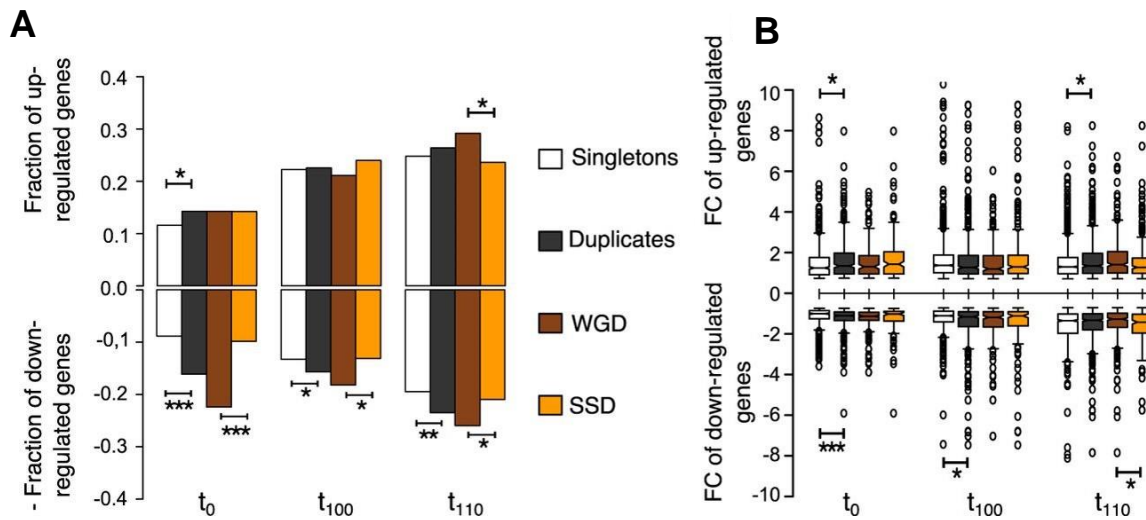 A
Fraction of up-
regulated genes
- Fraction of down-
regulated genes
0.4
0.3
0.2
0.1
0.0
0.0
-0,1
-0.2
-0.3
-0.4
*
*
***
***
*
*
**
*
t0
t100
t110
Singletons
Duplicates
WGD
SSD
B
FC of up-regulated
genes
FC of down-regulated
genes
10
8
6
4
2
0
-2
-4
-6
-8
-10
*
*
***
*
*
t0
t100
t110